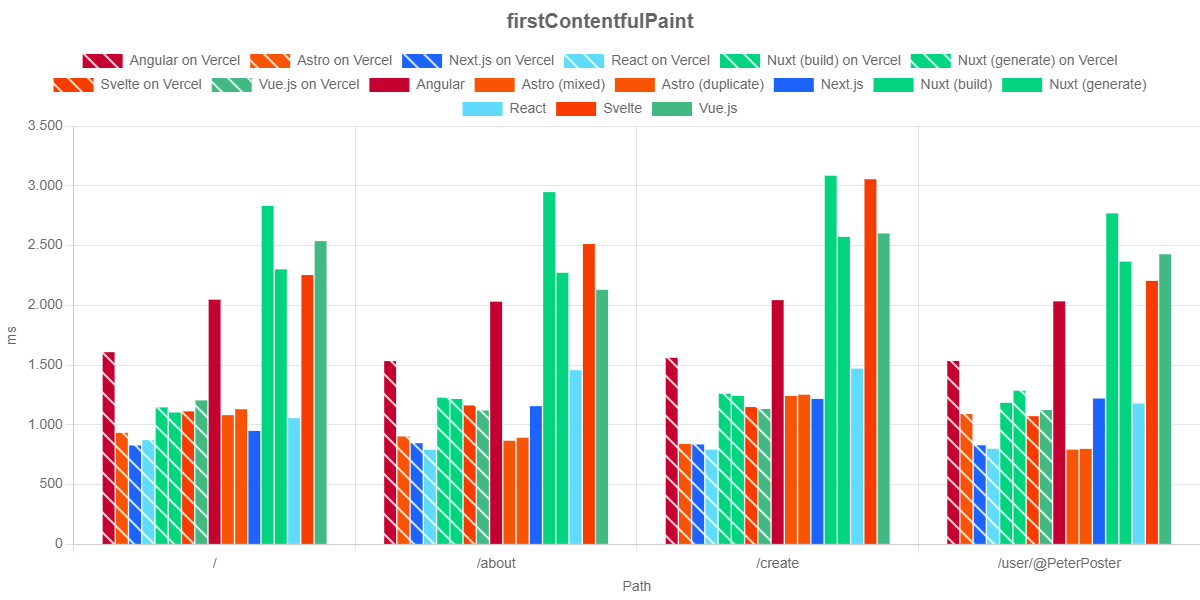 firstContentfulPaint
Angular on Vercel Astro on Vercel Next.js on Vercel React on Vercel Nuxt (build) on Vercel Nuxt (generate) on Vercel
Svelte on Vercel Vue.js on Vercel Angular Astro (mixed) Astro (duplicate) Next.js Nuxt (build) Nuxt (generate)
React Svelte Vue.js
3.500
3.000
2.500
2.000
1.500
1.000
500
0
ms
/ /about /create /user/@PeterPoster
Path